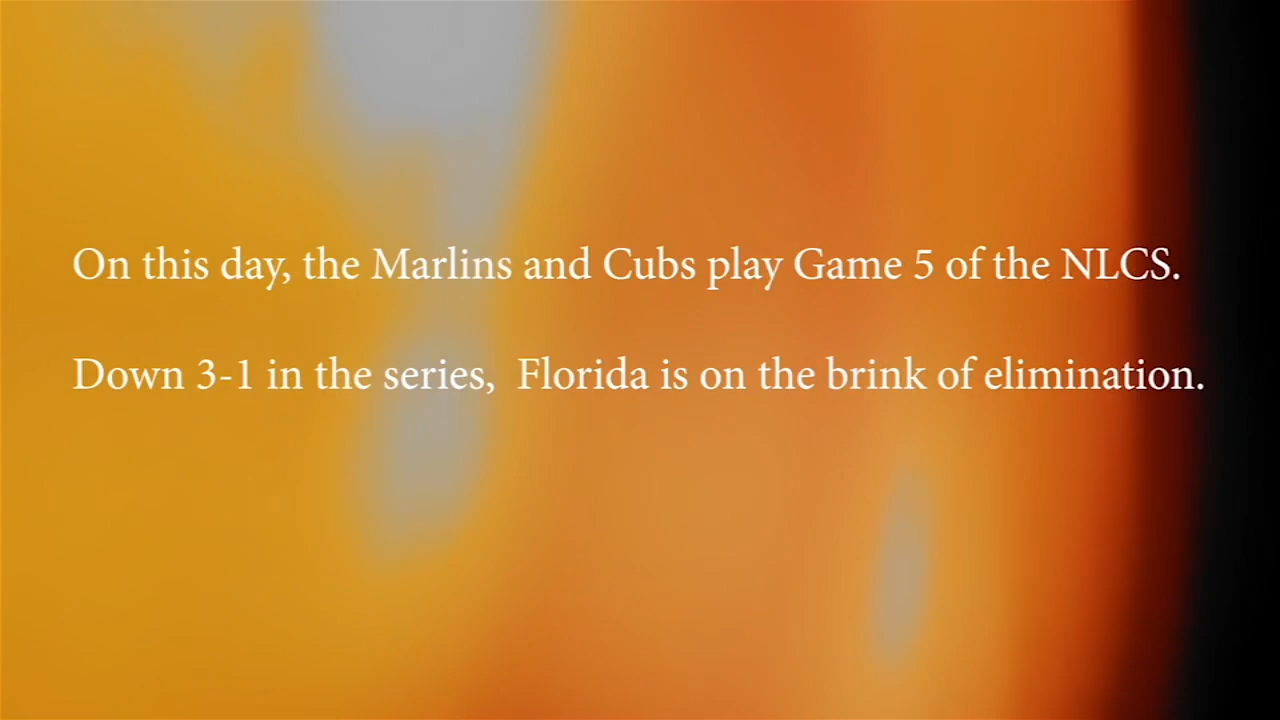 On this day, the Marlins and Cubs play Game 5 of the NLCS.
Down 3-1 in the series, Florida is on the brink of elimination.